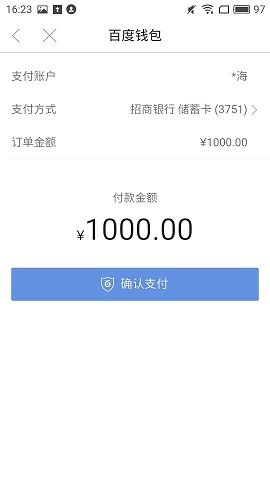 16:23 97
百度钱包
支付账户 *海
支付方式 招商银行 储蓄卡 (3751)
订单金额 ¥1000.00
付款金额
¥1000.00
确认支付